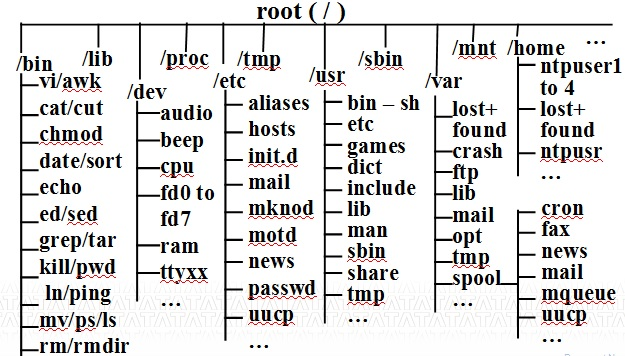 root ( / )
/bin
/lib
/proc
/tmp
/sbin
/mnt
/home
...
/dev
/etc
/usr
/var
vi/awk
cat/cut
chmod
date/sort
echo
ed/sed
grep/tar
kill/pwd
ln/ping
mv/ps/ls
rm/rmdir
audio
beep
cpu
fd0 to
fd7
ram
ttyxx
...
aliases
hosts
init.d
mail
mknod
motd
news
passwd
uucp
...
bin – sh
etc
games
dict
include
lib
man
sbin
share
tmp
...
lost+
found
crash
ftp
lib
mail
opt
tmp
spool
...
ntpuser1
to 4
lost+
found
ntpusr
...
cron
fax
news
mail
mqueue
uucp
...